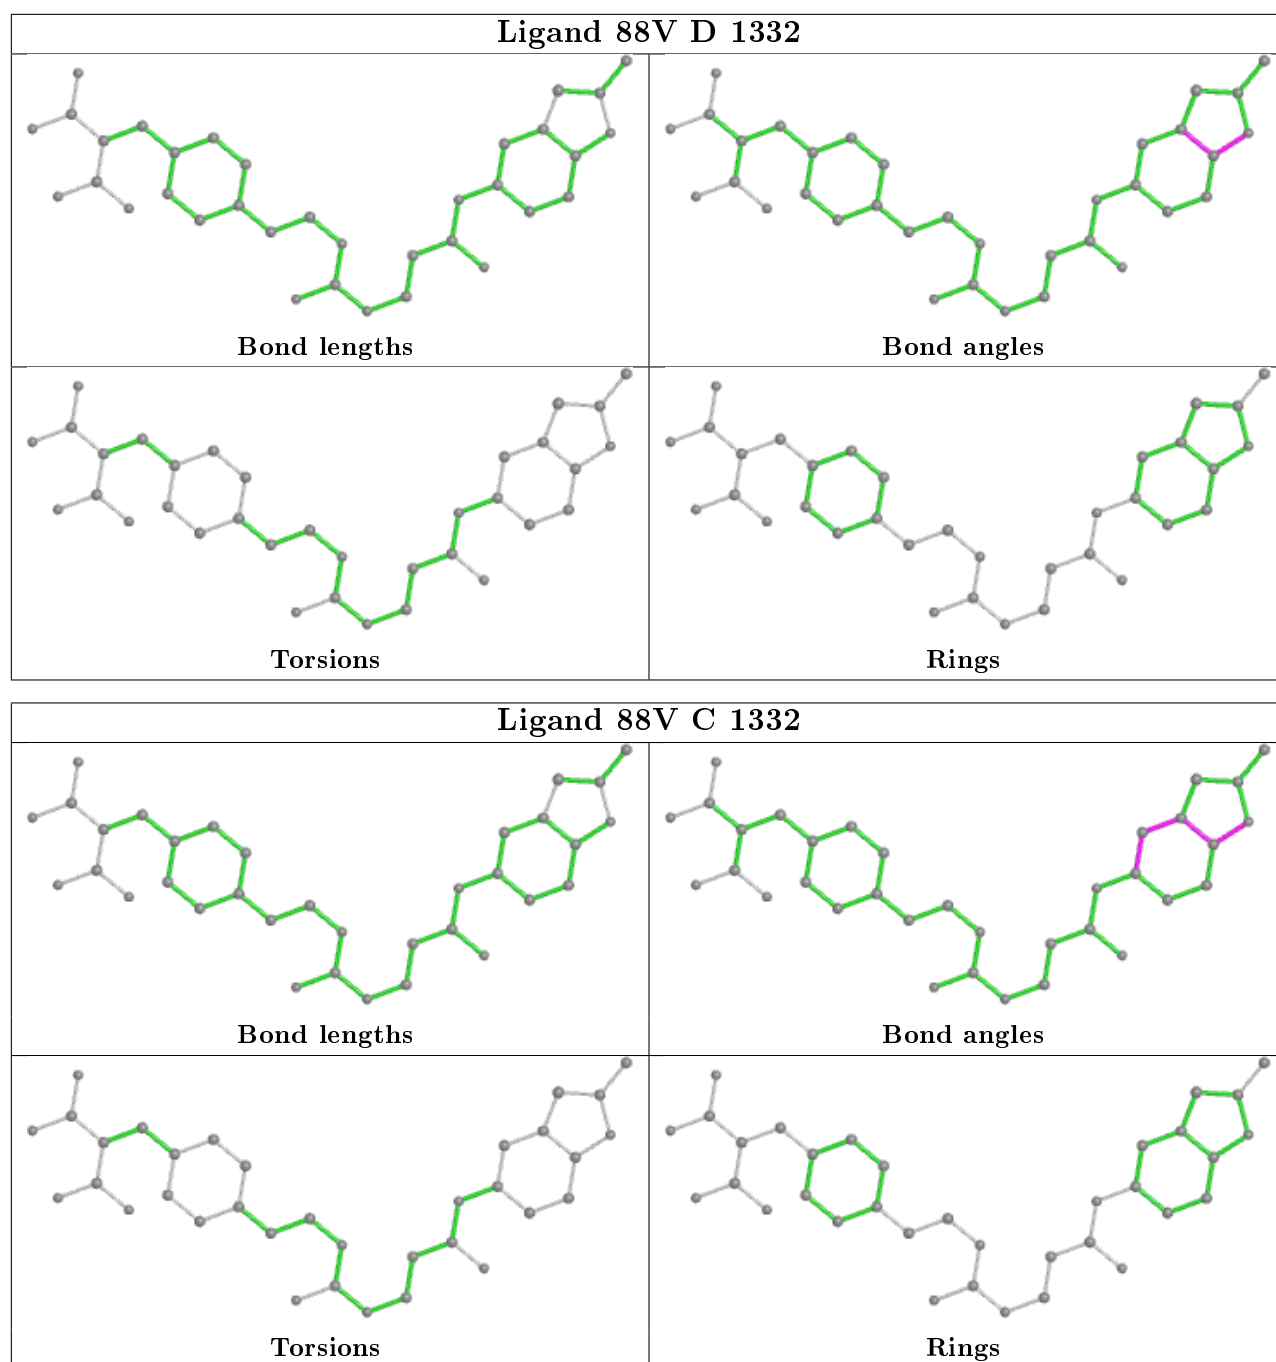 Ligand 88V D 1332
Bond lengths
Bond angles
Torsions
Rings
Ligand 88V C 1332
Bond lengths
Bond angles
Torsions
Rings